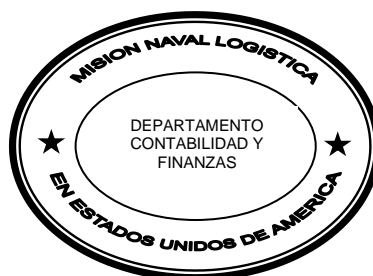 MISION NAVAL LOGISTICA
DEPARTAMENTO
CONTABILIDAD Y
FINANZAS
EN ESTADOS UNIDOS DE AMERICA